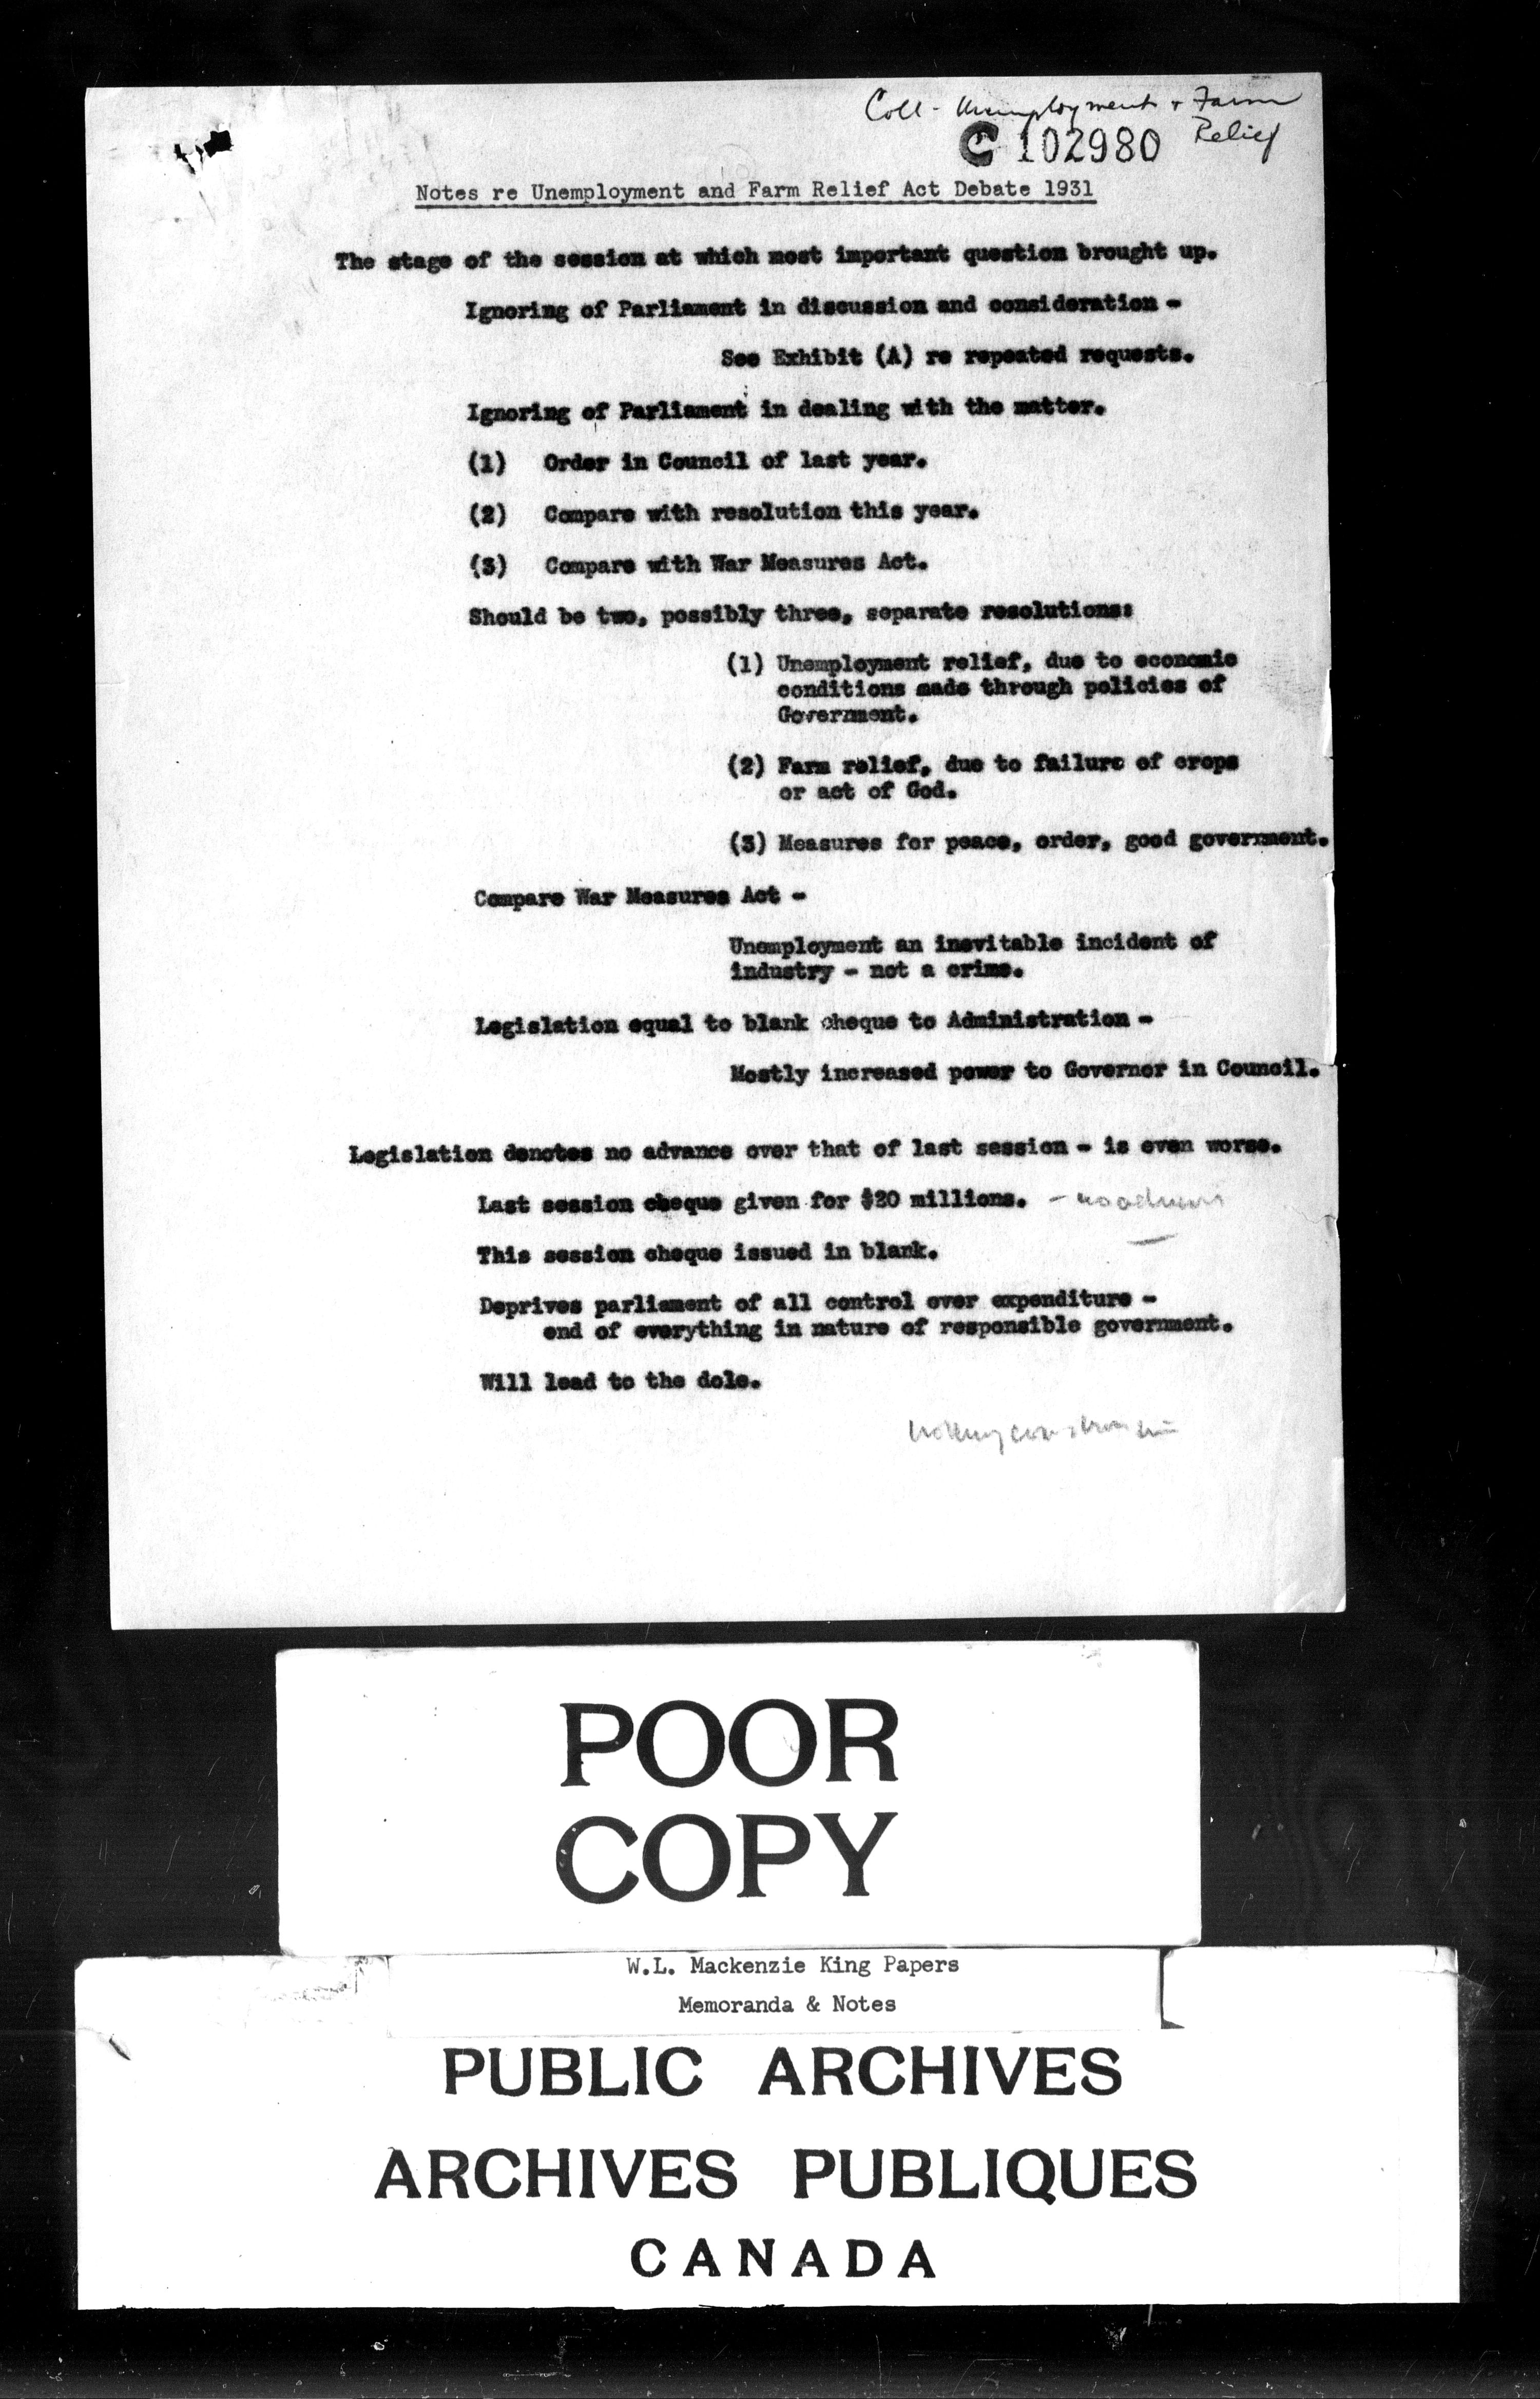 Coll - Unemployment + Farm
Relief
C 102980
Notes re Unemployment and Farm Relief Act Debate 1931
The stage of the session at which most important question brought up.
Ignoring of Parliament in discussion and consideration -
See Exhibit (A) re repeated requests.
Ignoring of Parliament in dealing with the matter.
(1) Order in Council of last year.
(2) Compare with resolution this year.
(3) Compare with War Measures Act.
Should be two, possibly three, separate resolutions:
(1) Unemployment relief, due to economic
conditions made through policies of
Government.
(2) Farm relief, due to failure of crops
or act of God.
(3) Measures for peace, order, good government.
Compare War Measures Act -
Unemployment an inevitable incident of
industry - not a crime.
Legislation equal to blank cheque to Administration -
Mostly increased power to Governor in Council.
Legislation denotes no advance over that of last session - is even worse.
Last session cheque given for $20 millions. -
This session cheque issued in blank.
Deprives parliament of all control over expenditure -
end of everything in nature of responsible government.
Will lead to the dole.
POOR
COPY
W.L. Mackenzie King Papers
Memoranda & Notes
PUBLIC ARCHIVES
ARCHIVES PUBLIQUES
CANADA